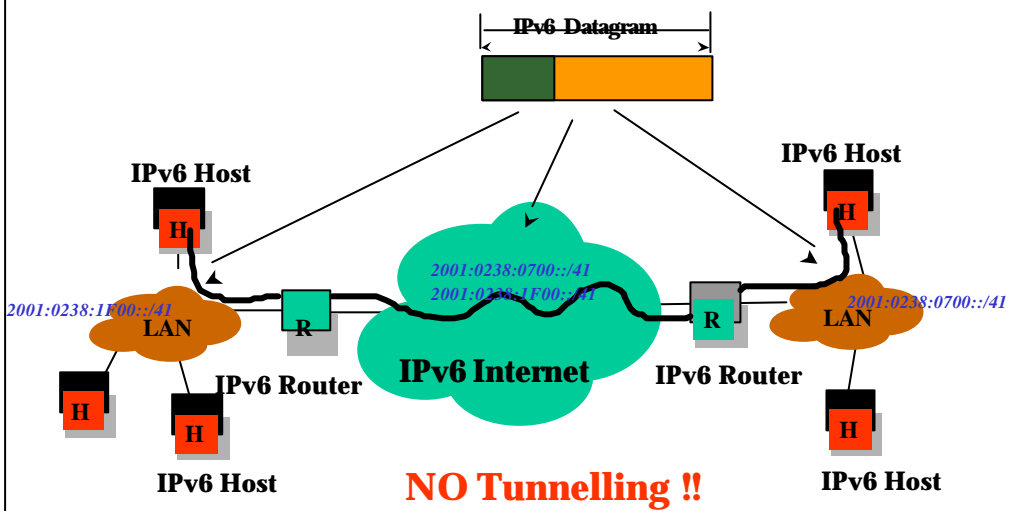 IPv6 Datagram
IPv6 Host
IPv6 Host
H
H
2001:0238:0700::/41
2001:0238:1F00::/41
2001:0238:1F00::/41
2001:0238:0700::/41
LAN
R
R
LAN
IPv6 Router
IPv6 Internet
IPv6 Router
H
H
H
IPv6 Host
IPv6 Host
NO Tunnelling !!